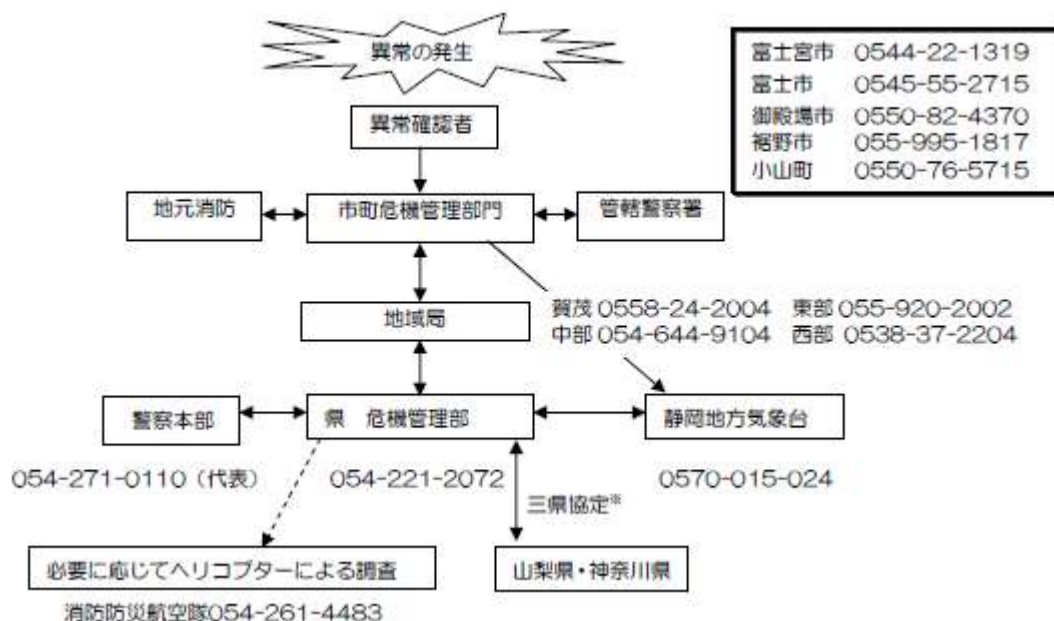 異常の発生
富士宮市 0544-22-1319
富士市 0545-55-2715
御殿場市 0550-82-4370
裾野市 055-995-1817
小山町 0550-76-5715
異常確認者
地元消防
市町危機管理部門
管轄警察署
地域局
賀茂 0558-24-2004 東部 055-920-2002
中部 054-644-9104 西部 0538-37-2204
警察本部
県 危機管理部
静岡地方気象台
054-271-0110（代表）
054-221-2072
0570-015-024
三県協定※
必要に応じてヘリコプターによる調査
山梨県・神奈川県
消防防災航空隊054-261-4483